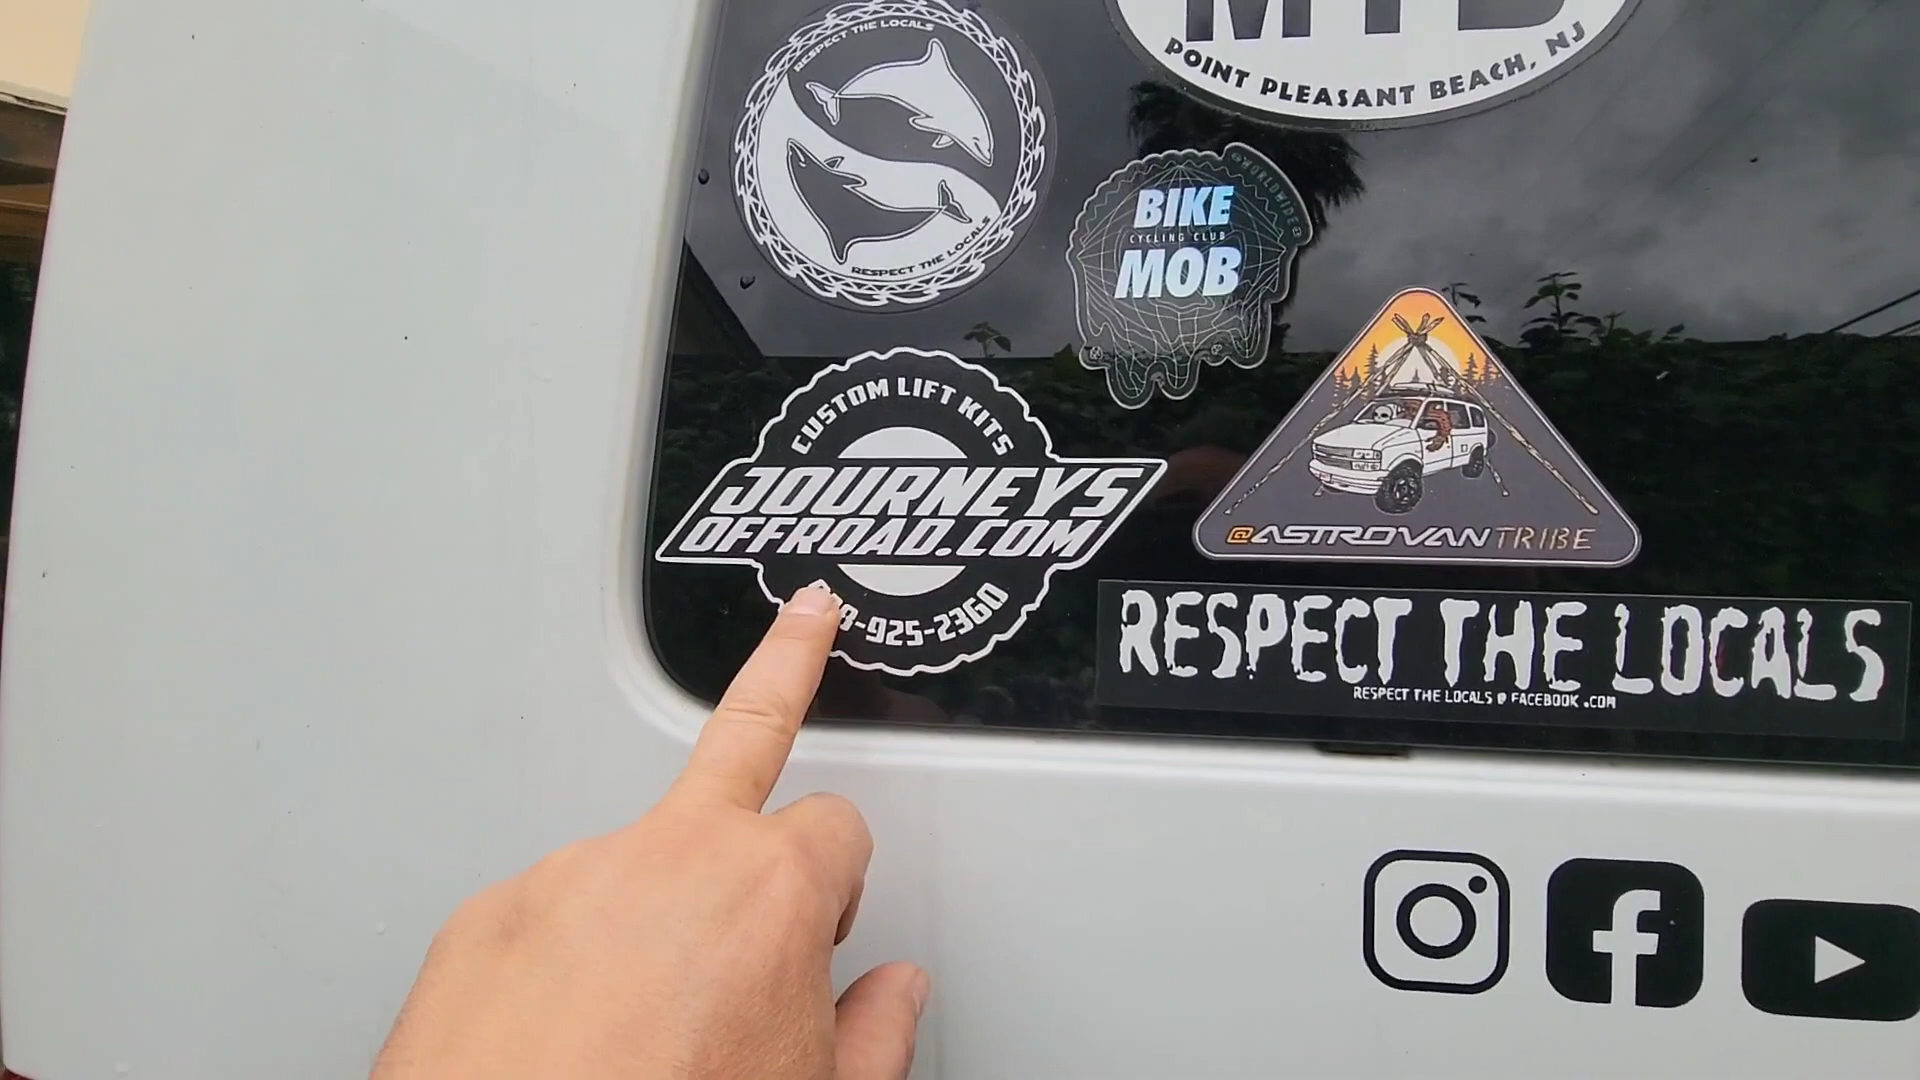 RESPECT THE LOCALS
RESPECT THE LOCALS
POINT PLEASANT BEACH, NJ
WORLDWIDE
BIKE
CYCLING CLUB
MOB
CUSTOM LIFT KITS
JOURNEYS
OFFROAD.COM
-925-2360
@ASTROVANTRIBE
RESPECT THE LOCALS
RESPECT THE LOCALS @ FACEBOOK .COM